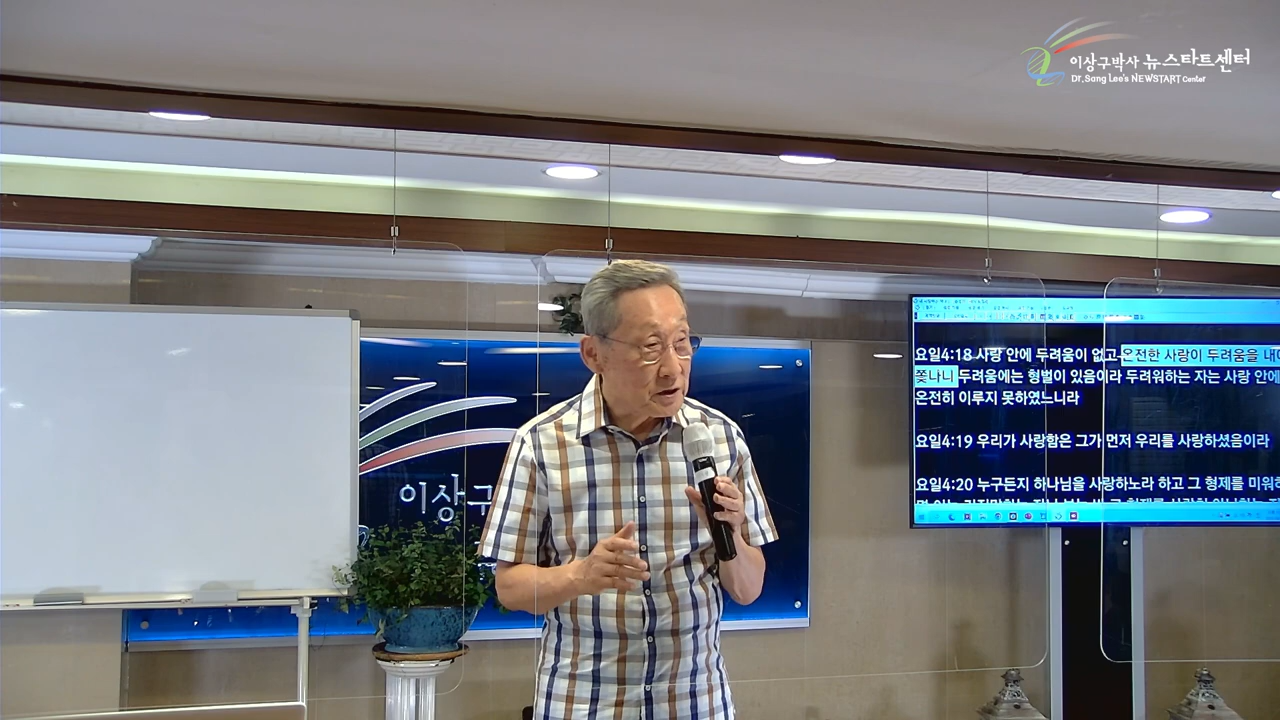 이상구박사 뉴스타트센터
Dr. Sang Lee's NEWSTART Center
요일4:18 사랑 안에 두려움이 없고 온전한 사랑이 두려움을 내
쫓나니 두려움에는 형벌이 있음이라 두려워하는 자는 사랑 안에
온전히 이루지 못하였느니라
요일4:19 우리가 사랑함은 그가 먼저 우리를 사랑하셨음이라
요일4:20 누구든지 하나님을 사랑하노라 하고 그 형제를 미워하
이상구